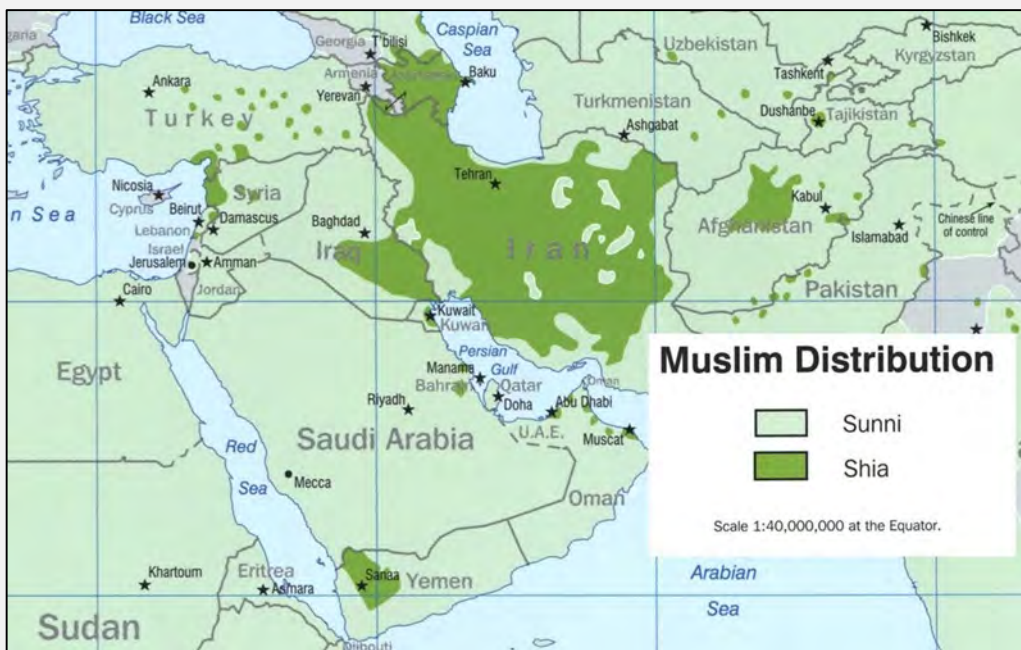 Black Sea
Caspian
Sea
Georgia
T'bilisi
Uzbekistan
Bishkek
Kyrgyzstan
Tashkent
Armenia
Baku
Ankara
Yerevan
Turkey
Turkmenistan
Dushanbe
Tajikistan
Ashgabat
Tehran
Nicosia
Cyprus
Syria
Beirut
Damascus
Lebanon
n Sea
Baghdad
Iraq
Iran
Kabul
Afghanistan
Islamabad
Chinese line
of control
Israel
Jerusalem
Amman
Jordan
Cairo
Pakistan
Kuwait
Kuwait
Egypt
Persian
Gulf
Manama
Bahrain
Qatar
Doha
Oman
Abu Dhabi
U.A.E.
Riyadh
Muscat
Saudi Arabia
Red
Sea
Mecca
Oman
Khartoum
Eritrea
Asmara
Sanaa
Yemen
Sudan
Djibouti
Arabian
Sea
Muslim Distribution
Sunni
Shia
Scale 1:40,000,000 at the Equator.